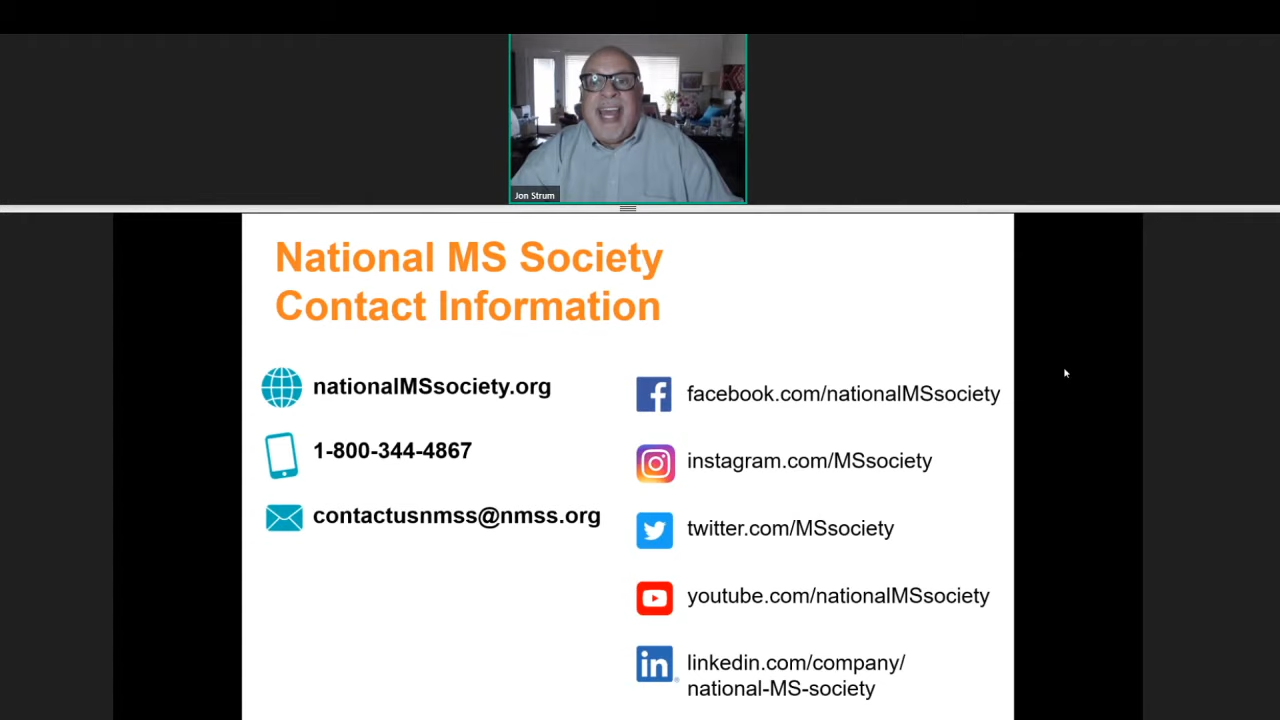 Jon Strum
National MS Society
Contact Information
nationalMSsociety.org
1-800-344-4867
contactusnmss@nmss.org
facebook.com/nationalMSsociety
instagram.com/MSsociety
twitter.com/MSsociety
youtube.com/nationalMSsociety
in
linkedin.com/company/
national-MS-society